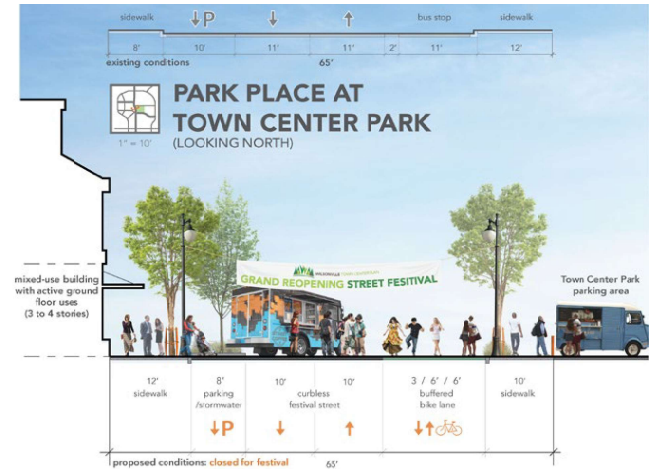 sidewalk
P
bus stop
sidewalk
8'
10'
11'
11'
2'
11'
12'
existing conditions
65'
PARK PLACE AT
TOWN CENTER PARK
(LOCKING NORTH)
1" = 10'
GRAND REOPENING STREET FESITIVAL
mixed-use building
with active ground
floor uses
(3 to 4 stories)
Town Center Park
parking area
12'
sidewalk
8'
parking
/stormwater
10'
10'
curbless
festival street
3 / 6' / 6'
buffered
bike lane
10'
sidewalk
P
proposed conditions: closed for festival
65'